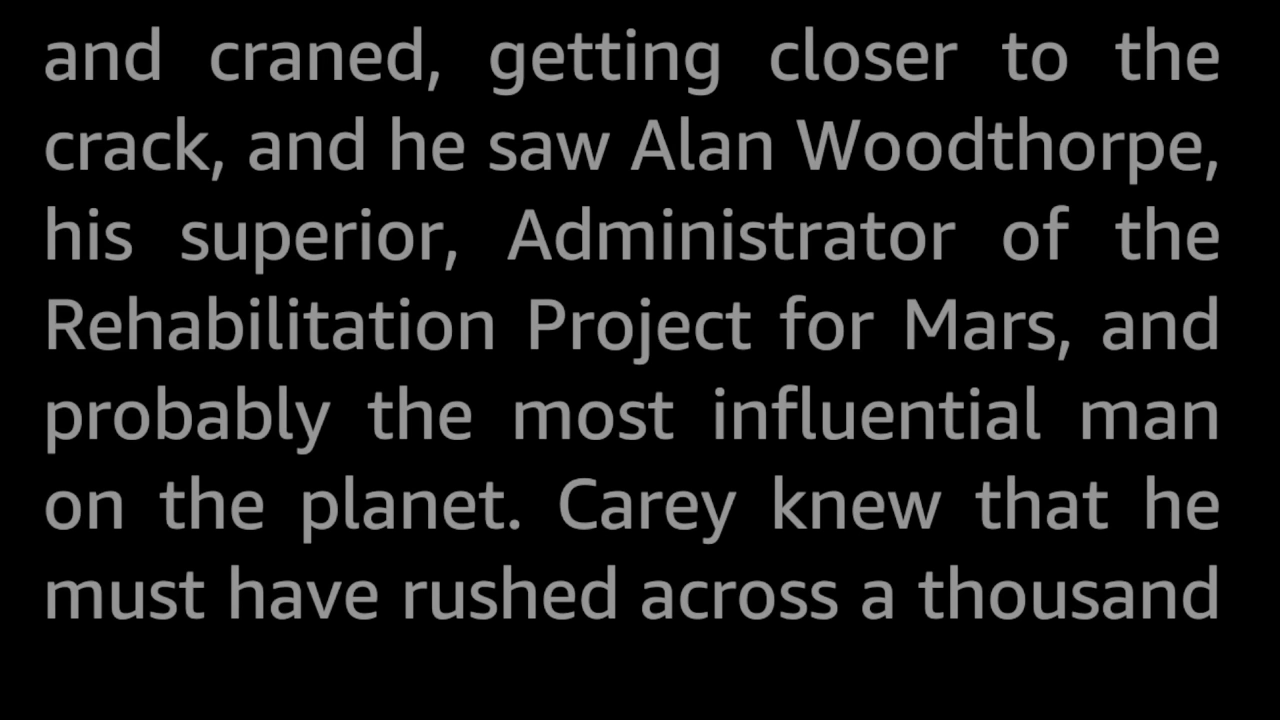 and craned, getting closer to the
crack, and he saw Alan Woodthorpe,
his superior, Administrator of the
Rehabilitation Project for Mars, and
probably the most influential man
on the planet. Carey knew that he
must have rushed across a thousand